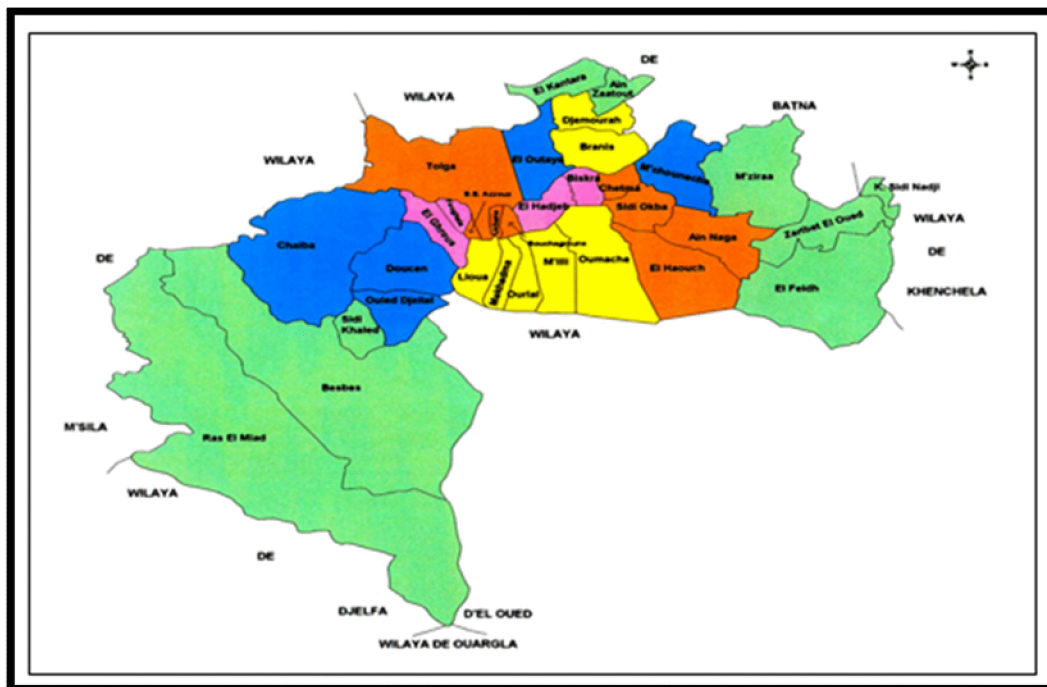 DE
El Kantara
Ain
Zaatout
WILAYA
BATNA
Djemourah
Branis
WILAYA
Tolga
El Outaya
M'chouneche
M'ziraa
Biskra
Chetma
K. Sidi Nadji
B.B. Azzouz
El Hadjeb
Sidi Okba
Zeribet El Oued
WILAYA
El Ghrous
Ain Naga
DE
Chaiba
Bouchagroune
DE
Doucen
Lioua
Mekhadma
Ourlal
M'lili
Oumache
El Haouch
El Feidh
KHENCHELA
Ouled Djellal
Sidi
Khaled
WILAYA
Besbes
M'SILA
Ras El Miad
WILAYA
DE
DJELFA
D'EL OUED
WILAYA DE OUARGLA